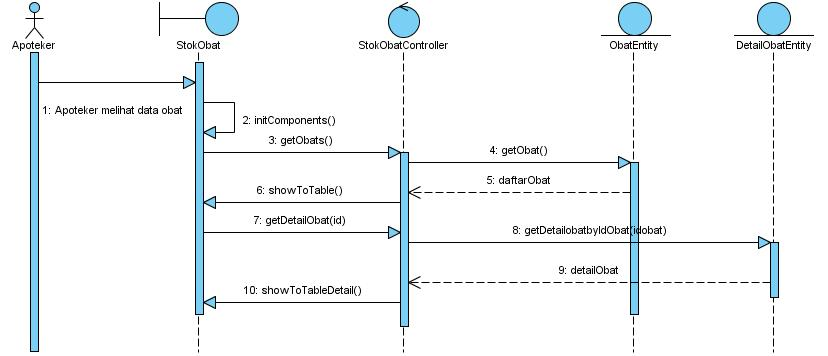 Apoteker
StokObat
StokObatController
ObatEntity
DetailObatEntity
1: Apoteker melihat data obat
2: initComponents()
3: getObats()
4: getObat()
5: daftarObat
6: showToTable()
7: getDetailObat(id)
8: getDetailobatbyIdObat(idobat)
9: detailObat
10: showToTableDetail()